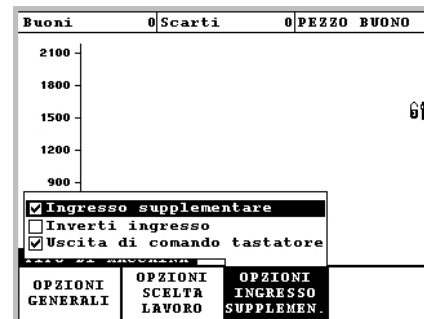 Buoni 0 Scarti 0 PEZZO BUONO
2100
1800
1500
1200
900
Ingresso supplementare
Inverti ingresso
Uscita di comando tastatore
OPZIONI GENERALI
OPZIONI SCELTA LAVORO
OPZIONI INGRESSO SUPPLEMEN.